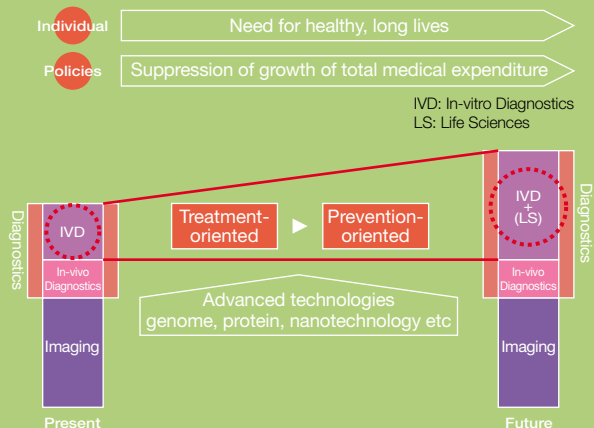 Individual
Need for healthy, long lives
Policies
Suppression of growth of total medical expenditure
IVD: In-vitro Diagnostics
LS: Life Sciences
Diagnostics
IVD
In-vivo
Diagnostics
Imaging
Present
Treatment-
oriented
Prevention-
oriented
Advanced technologies
genome, protein, nanotechnology etc
IVD
+
(LS)
Diagnostics
In-vivo
Diagnostics
Imaging
Future